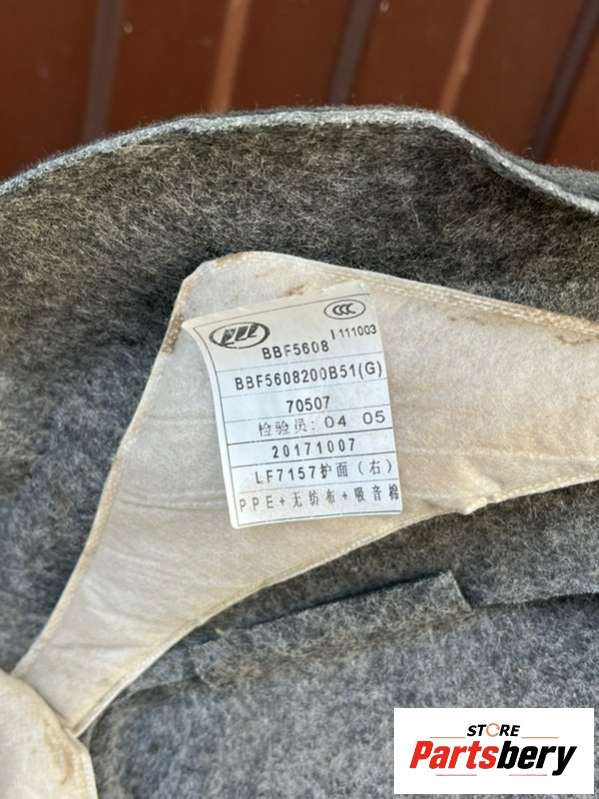 CCC
I 111003
BBF5608
BBF5608200B51(G)
70507
检验员: 04 05
20171007
LF7157护面(右)
PPE+无纺布+吸音棉
STORE
Partsbery